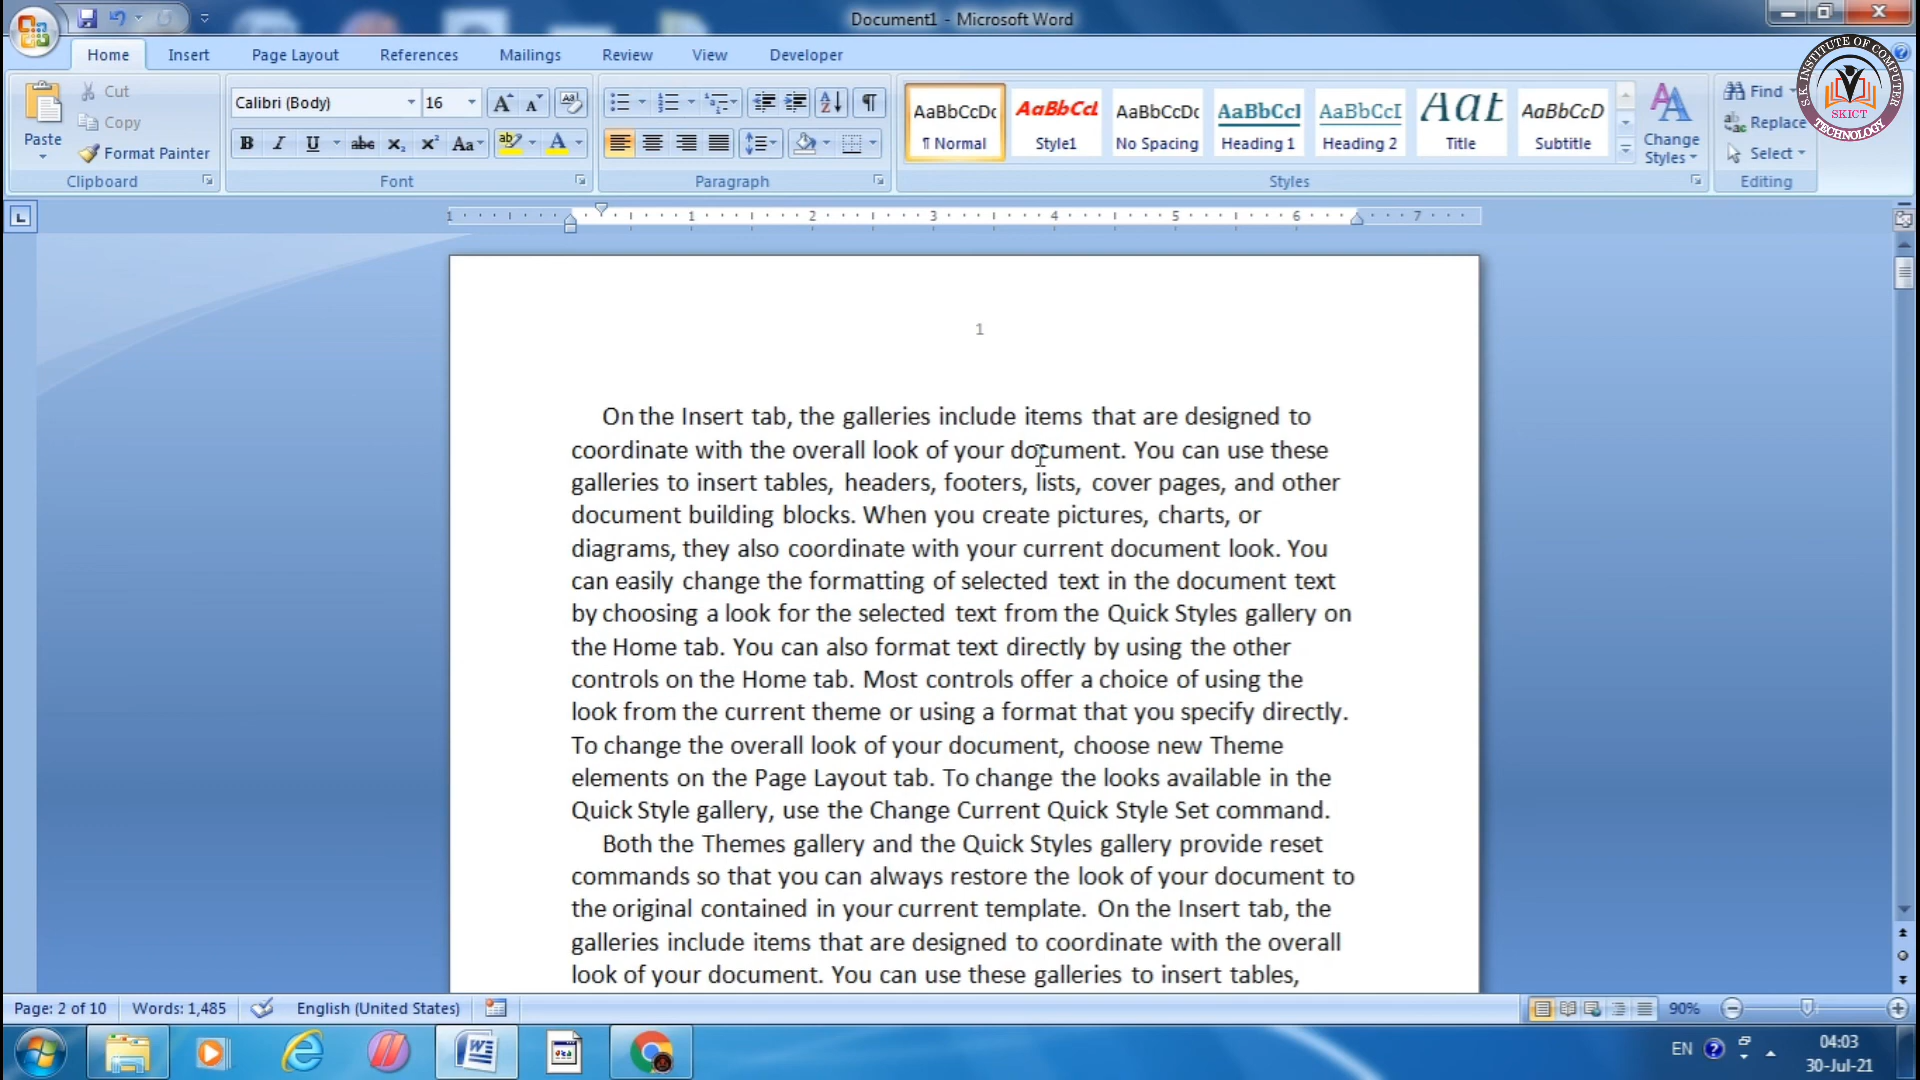 Document1 - Microsoft Word
Home Insert Page Layout References Mailings Review View Developer
Paste
Cut
Copy
Format Painter
Clipboard
Calibri (Body) 16
Font
Paragraph
AaBbCcDc AaBbCcL AaBbCcDc AaBbCcI AaBbCcI Aat AaBbCcD
¶ Normal Style1 No Spacing Heading 1 Heading 2 Title Subtitle
Change
Styles
Styles
Find
Replace
Select
Editing
S.K. INSTITUTE OF COMPUTER TECHNOLOGY
SKICT
1 1 2 3 4 5 6 7
1
On the Insert tab, the galleries include items that are designed to
coordinate with the overall look of your document. You can use these
galleries to insert tables, headers, footers, lists, cover pages, and other
document building blocks. When you create pictures, charts, or
diagrams, they also coordinate with your current document look. You
can easily change the formatting of selected text in the document text
by choosing a look for the selected text from the Quick Styles gallery on
the Home tab. You can also format text directly by using the other
controls on the Home tab. Most controls offer a choice of using the
look from the current theme or using a format that you specify directly.
To change the overall look of your document, choose new Theme
elements on the Page Layout tab. To change the looks available in the
Quick Style gallery, use the Change Current Quick Style Set command.
Both the Themes gallery and the Quick Styles gallery provide reset
commands so that you can always restore the look of your document to
the original contained in your current template. On the Insert tab, the
galleries include items that are designed to coordinate with the overall
look of your document. You can use these galleries to insert tables,
Page: 2 of 10 Words: 1,485 English (United States) 90%
EN 04:03
30-Jul-21